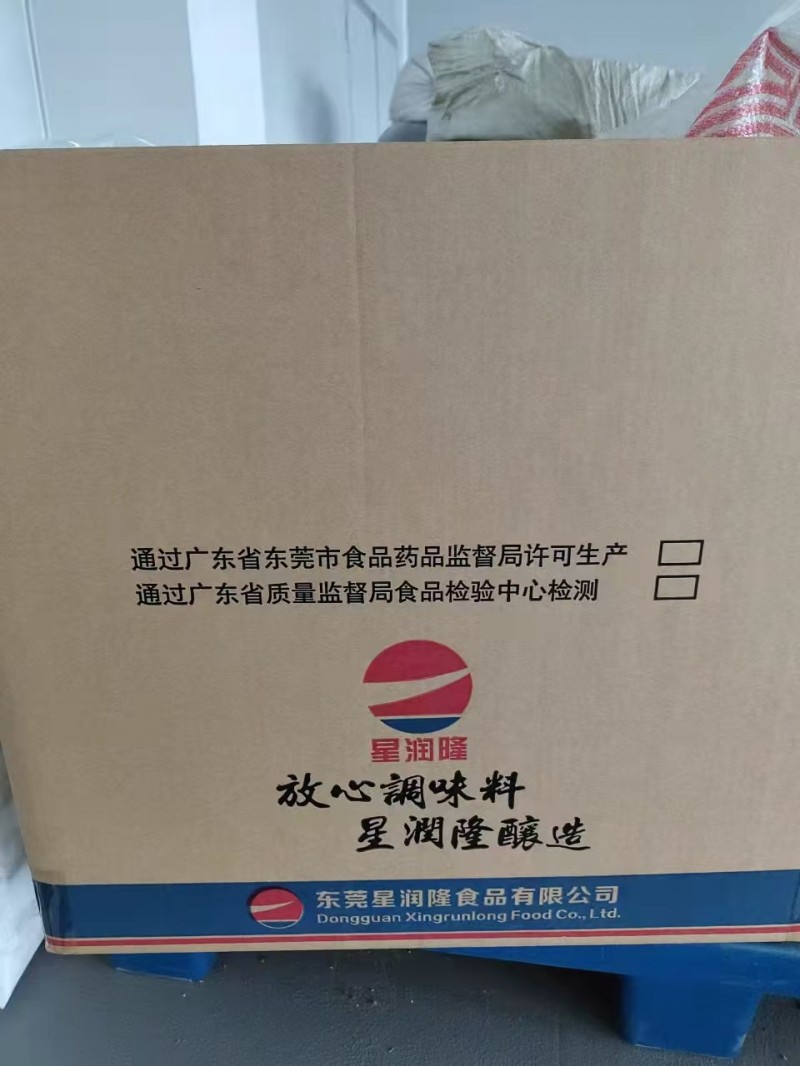 通过广东省东莞市食品药品监督局许可生产
通过广东省质量监督局食品检验中心检测
星润隆
放心調味料
星潤隆釀造
东莞星润隆食品有限公司
Dongguan Xingrunlong Food Co., Ltd.